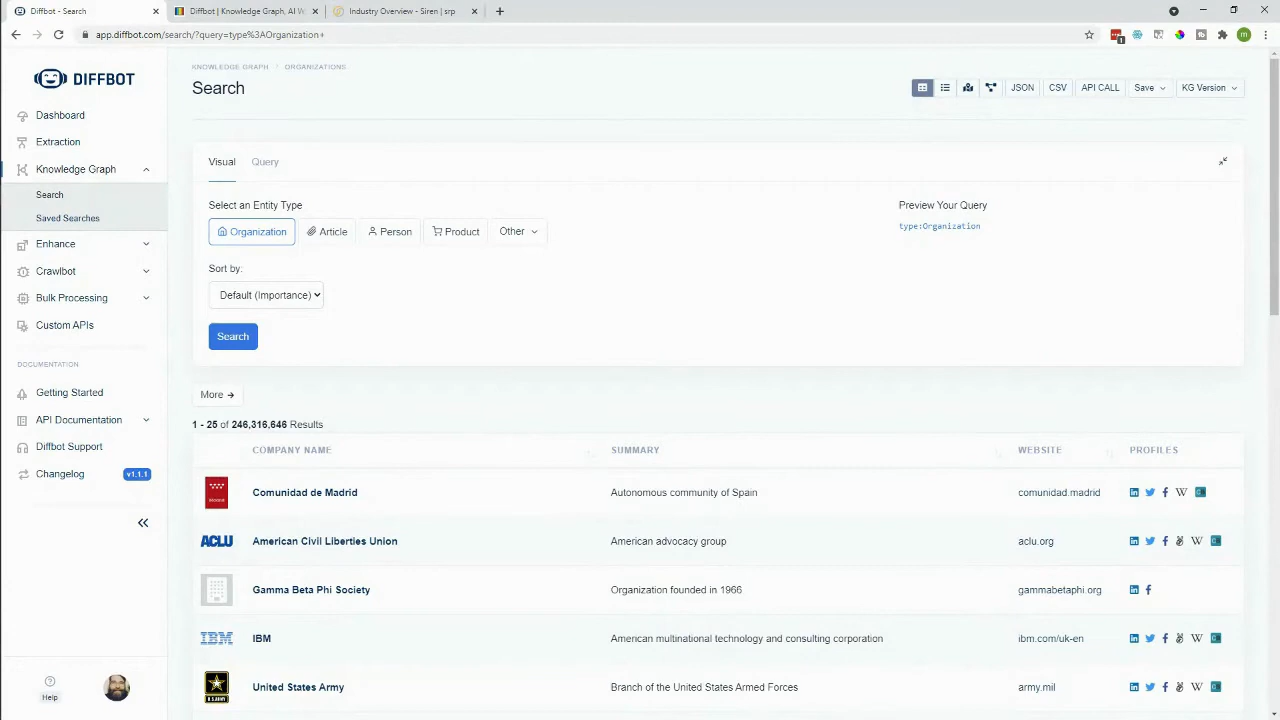 Diffbot - Search
Diffbot | Knowledge Graph, AI W
Industry Overview - Siren | srp
app.diffbot.com/search/?query=type%3AOrganization+
1
m
DIFFBOT
Dashboard
Extraction
Knowledge Graph
Search
Saved Searches
Enhance
Crawlbot
Bulk Processing
Custom APIs
DOCUMENTATION
Getting Started
API Documentation
Diffbot Support
Changelog v1.1.1
Help
KNOWLEDGE GRAPH / ORGANIZATIONS
Search
JSON CSV API CALL Save KG Version
Visual Query
Select an Entity Type
Organization Article Person Product Other
Sort by:
Default (Importance)
Search
Preview Your Query
type:Organization
More →
1 - 25 of 246,316,646 Results
COMPANY NAME SUMMARY WEBSITE PROFILES
Comunidad de Madrid Autonomous community of Spain comunidad.madrid
ACLU American Civil Liberties Union American advocacy group aclu.org
Gamma Beta Phi Society Organization founded in 1966 gammabetaphi.org
IBM IBM American multinational technology and consulting corporation ibm.com/uk-en
U.S.ARMY United States Army Branch of the United States Armed Forces army.mil